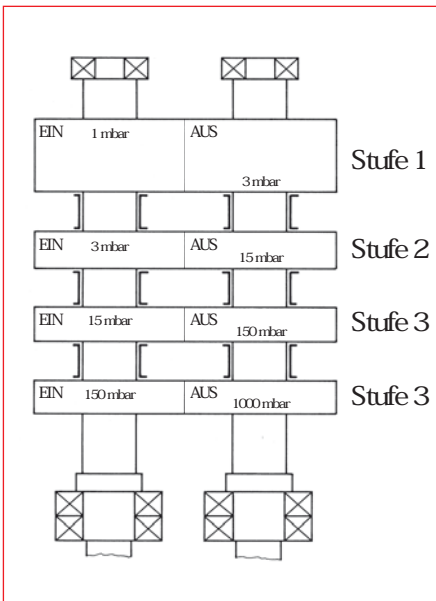 EIN 1 mbar AUS
3 mbar
Stufe 1
EIN 3 mbar AUS
15 mbar
Stufe 2
EIN 15 mbar AUS
150 mbar
Stufe 3
EIN 150 mbar AUS
1000 mbar
Stufe 3